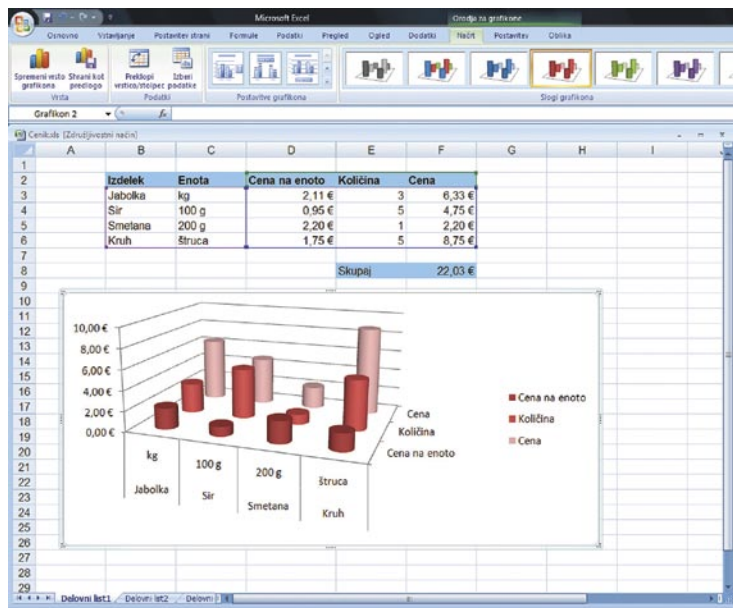 Microsoft Excel
Orodja za grafikone
Osnovno Vstavljanje Postavitev strani Formule Podatki Pregled Ogled Dodatki Načrt Postavitev Oblika
Spremeni vrsto Shrani kot Preklopi Izberi
grafikona predlogo vrstico/stolpec podatke
Vrsta Podatki Postavitve grafikona Slogi grafikona
Grafikon 2 fx
Cenik.xls [Združljivostni način]
A B C D E F G H I
1
2 Izdelek Enota Cena na enoto Količina Cena
3 Jabolka kg 2,11 € 3 6,33 €
4 Sir 100 g 0,95 € 5 4,75 €
5 Smetana 200 g 2,20 € 1 2,20 €
6 Kruh štruca 1,75 € 5 8,75 €
7
8 Skupaj 22,03 €
9
10
11
12
13
14
15
16
17
18
19
20
21
22
23
24
25
26
27
28
29
10,00 €
8,00 €
6,00 €
4,00 €
2,00 €
0,00 €
Cena
Količina
Cena na enoto
kg 100 g 200 g štruca
Jabolka Sir Smetana Kruh
Cena na enoto
Količina
Cena
Delovni list1 Delovni list2 Delovni